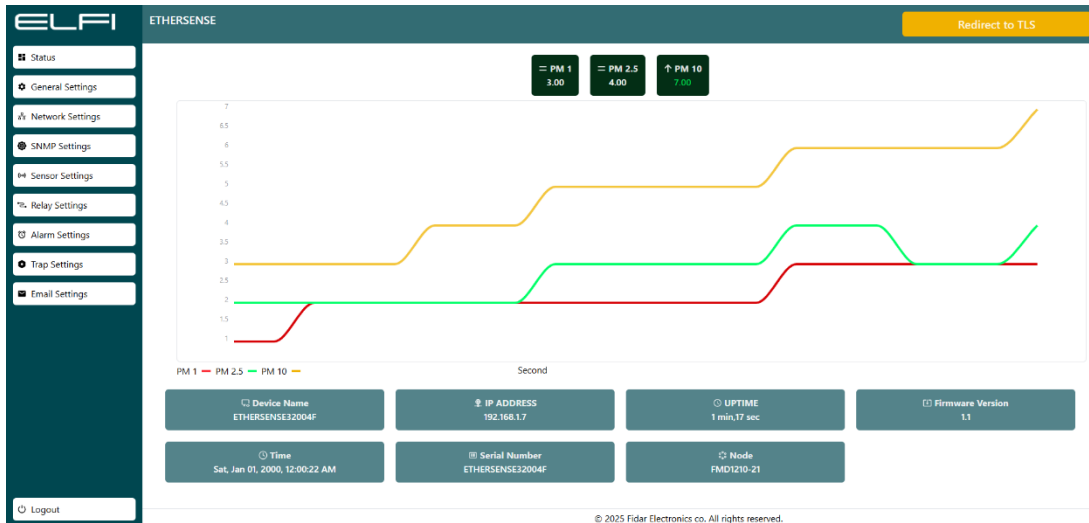 ELFI
ETHERSENSE
Redirect to TLS
Status
General Settings
Network Settings
SNMP Settings
Sensor Settings
Relay Settings
Alarm Settings
Trap Settings
Email Settings
Logout
= PM 1
3.00
= PM 2.5
4.00
↑ PM 10
7.00
7
6.5
6
5.5
5
4.5
4
3.5
3
2.5
2
1.5
1
PM 1 PM 2.5 PM 10
Second
Device Name
ETHERSENSE32004F
IP ADDRESS
192.168.1.7
UPTIME
1 min,17 sec
Firmware Version
1.1
Time
Sat, Jan 01, 2000, 12:00:22 AM
Serial Number
ETHERSENSE32004F
Node
FMD1210-21
© 2025 Fidar Electronics co. All rights reserved.